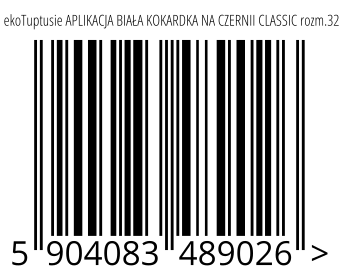 ekoTuptusie APLIKACJA BIAŁA KOKARDKA NA CZERNII CLASSIC rozm.32
5 904083 489026 >